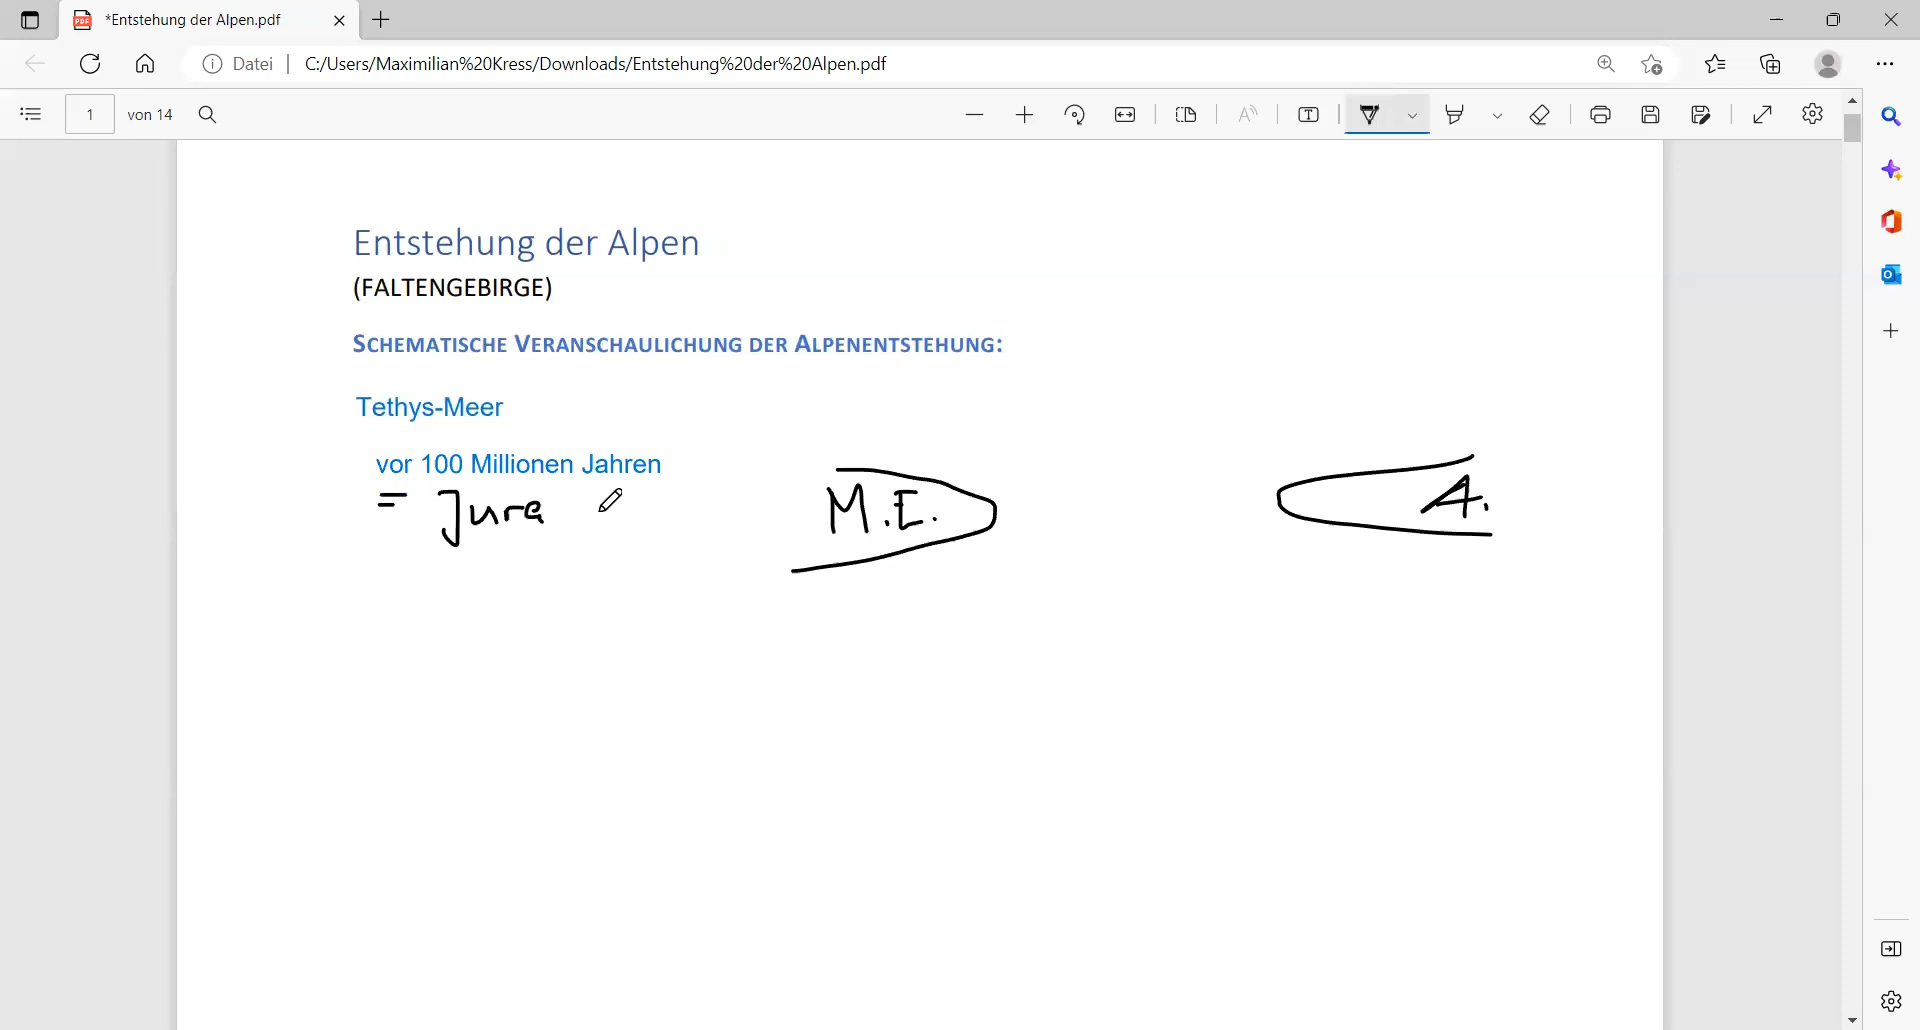 *Entstehung der Alpen.pdf
Datei | C:/Users/Maximilian%20Kress/Downloads/Entstehung%20der%20Alpen.pdf
1 von 14
Entstehung der Alpen
(FALTENGEBIRGE)
SCHEMATISCHE VERANSCHAULICHUNG DER ALPENENTSTEHUNG:
Tethys-Meer
vor 100 Millionen Jahren
= Jura
M.E.
A.